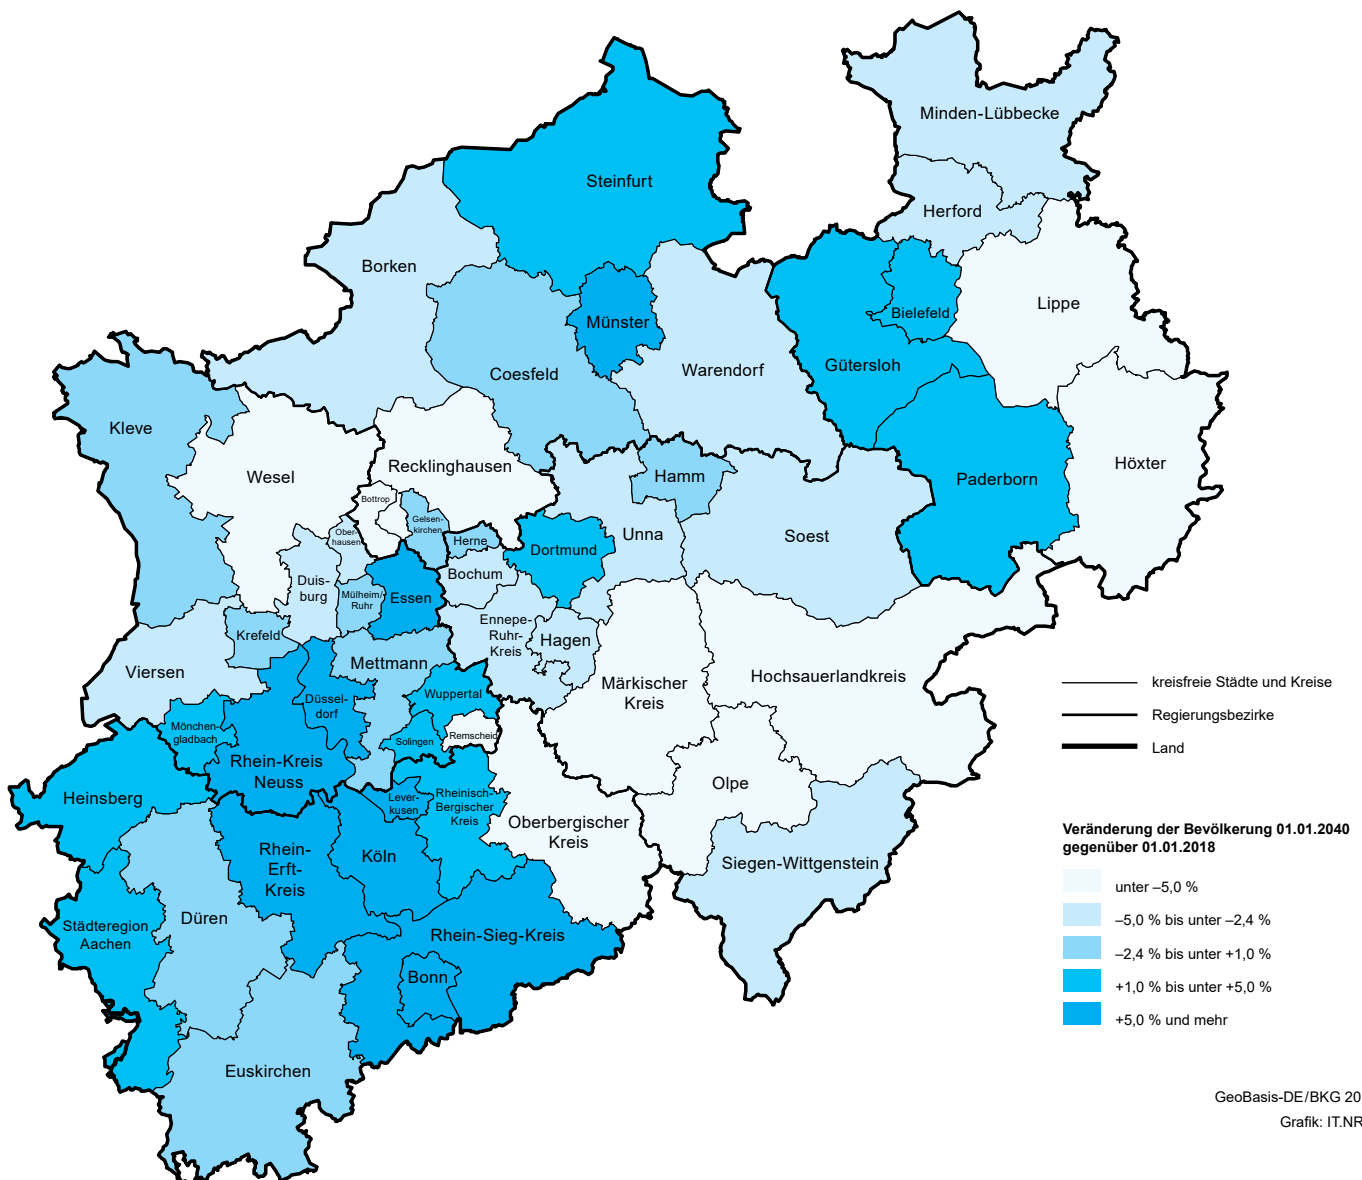 Minden-Lübbecke
Steinfurt
Herford
Borken
Lippe
Bielefeld
Münster
Gütersloh
Warendorf
Coesfeld
Kleve
Höxter
Recklinghausen
Wesel
Hamm
Paderborn
Bottrop
Gelsen-
kirchen
Ober-
hausen
Herne
Dortmund
Unna
Soest
Bochum
Duis-
burg
Mülheim/
Ruhr
Essen
Ennepe-
Ruhr-
Kreis
Hagen
Krefeld
Mettmann
Viersen
Hochsauerlandkreis
Märkischer
Kreis
Wuppertal
Düssel-
dorf
Mönchen-
gladbach
Solingen
Remscheid
Rhein-Kreis
Neuss
Olpe
Heinsberg
Lever-
kusen
Rheinisch-
Bergischer
Kreis
Oberbergischer
Kreis
Rhein-
Erft-
Kreis
Köln
Siegen-Wittgenstein
Düren
Städteregion
Aachen
Rhein-Sieg-Kreis
Bonn
Euskirchen
kreisfreie Städte und Kreise
Regierungsbezirke
Land
Veränderung der Bevölkerung 01.01.2040
gegenüber 01.01.2018
unter –5,0 %
–5,0 % bis unter –2,4 %
–2,4 % bis unter +1,0 %
+1,0 % bis unter +5,0 %
+5,0 % und mehr
GeoBasis-DE/BKG 20
Grafik: IT.NR